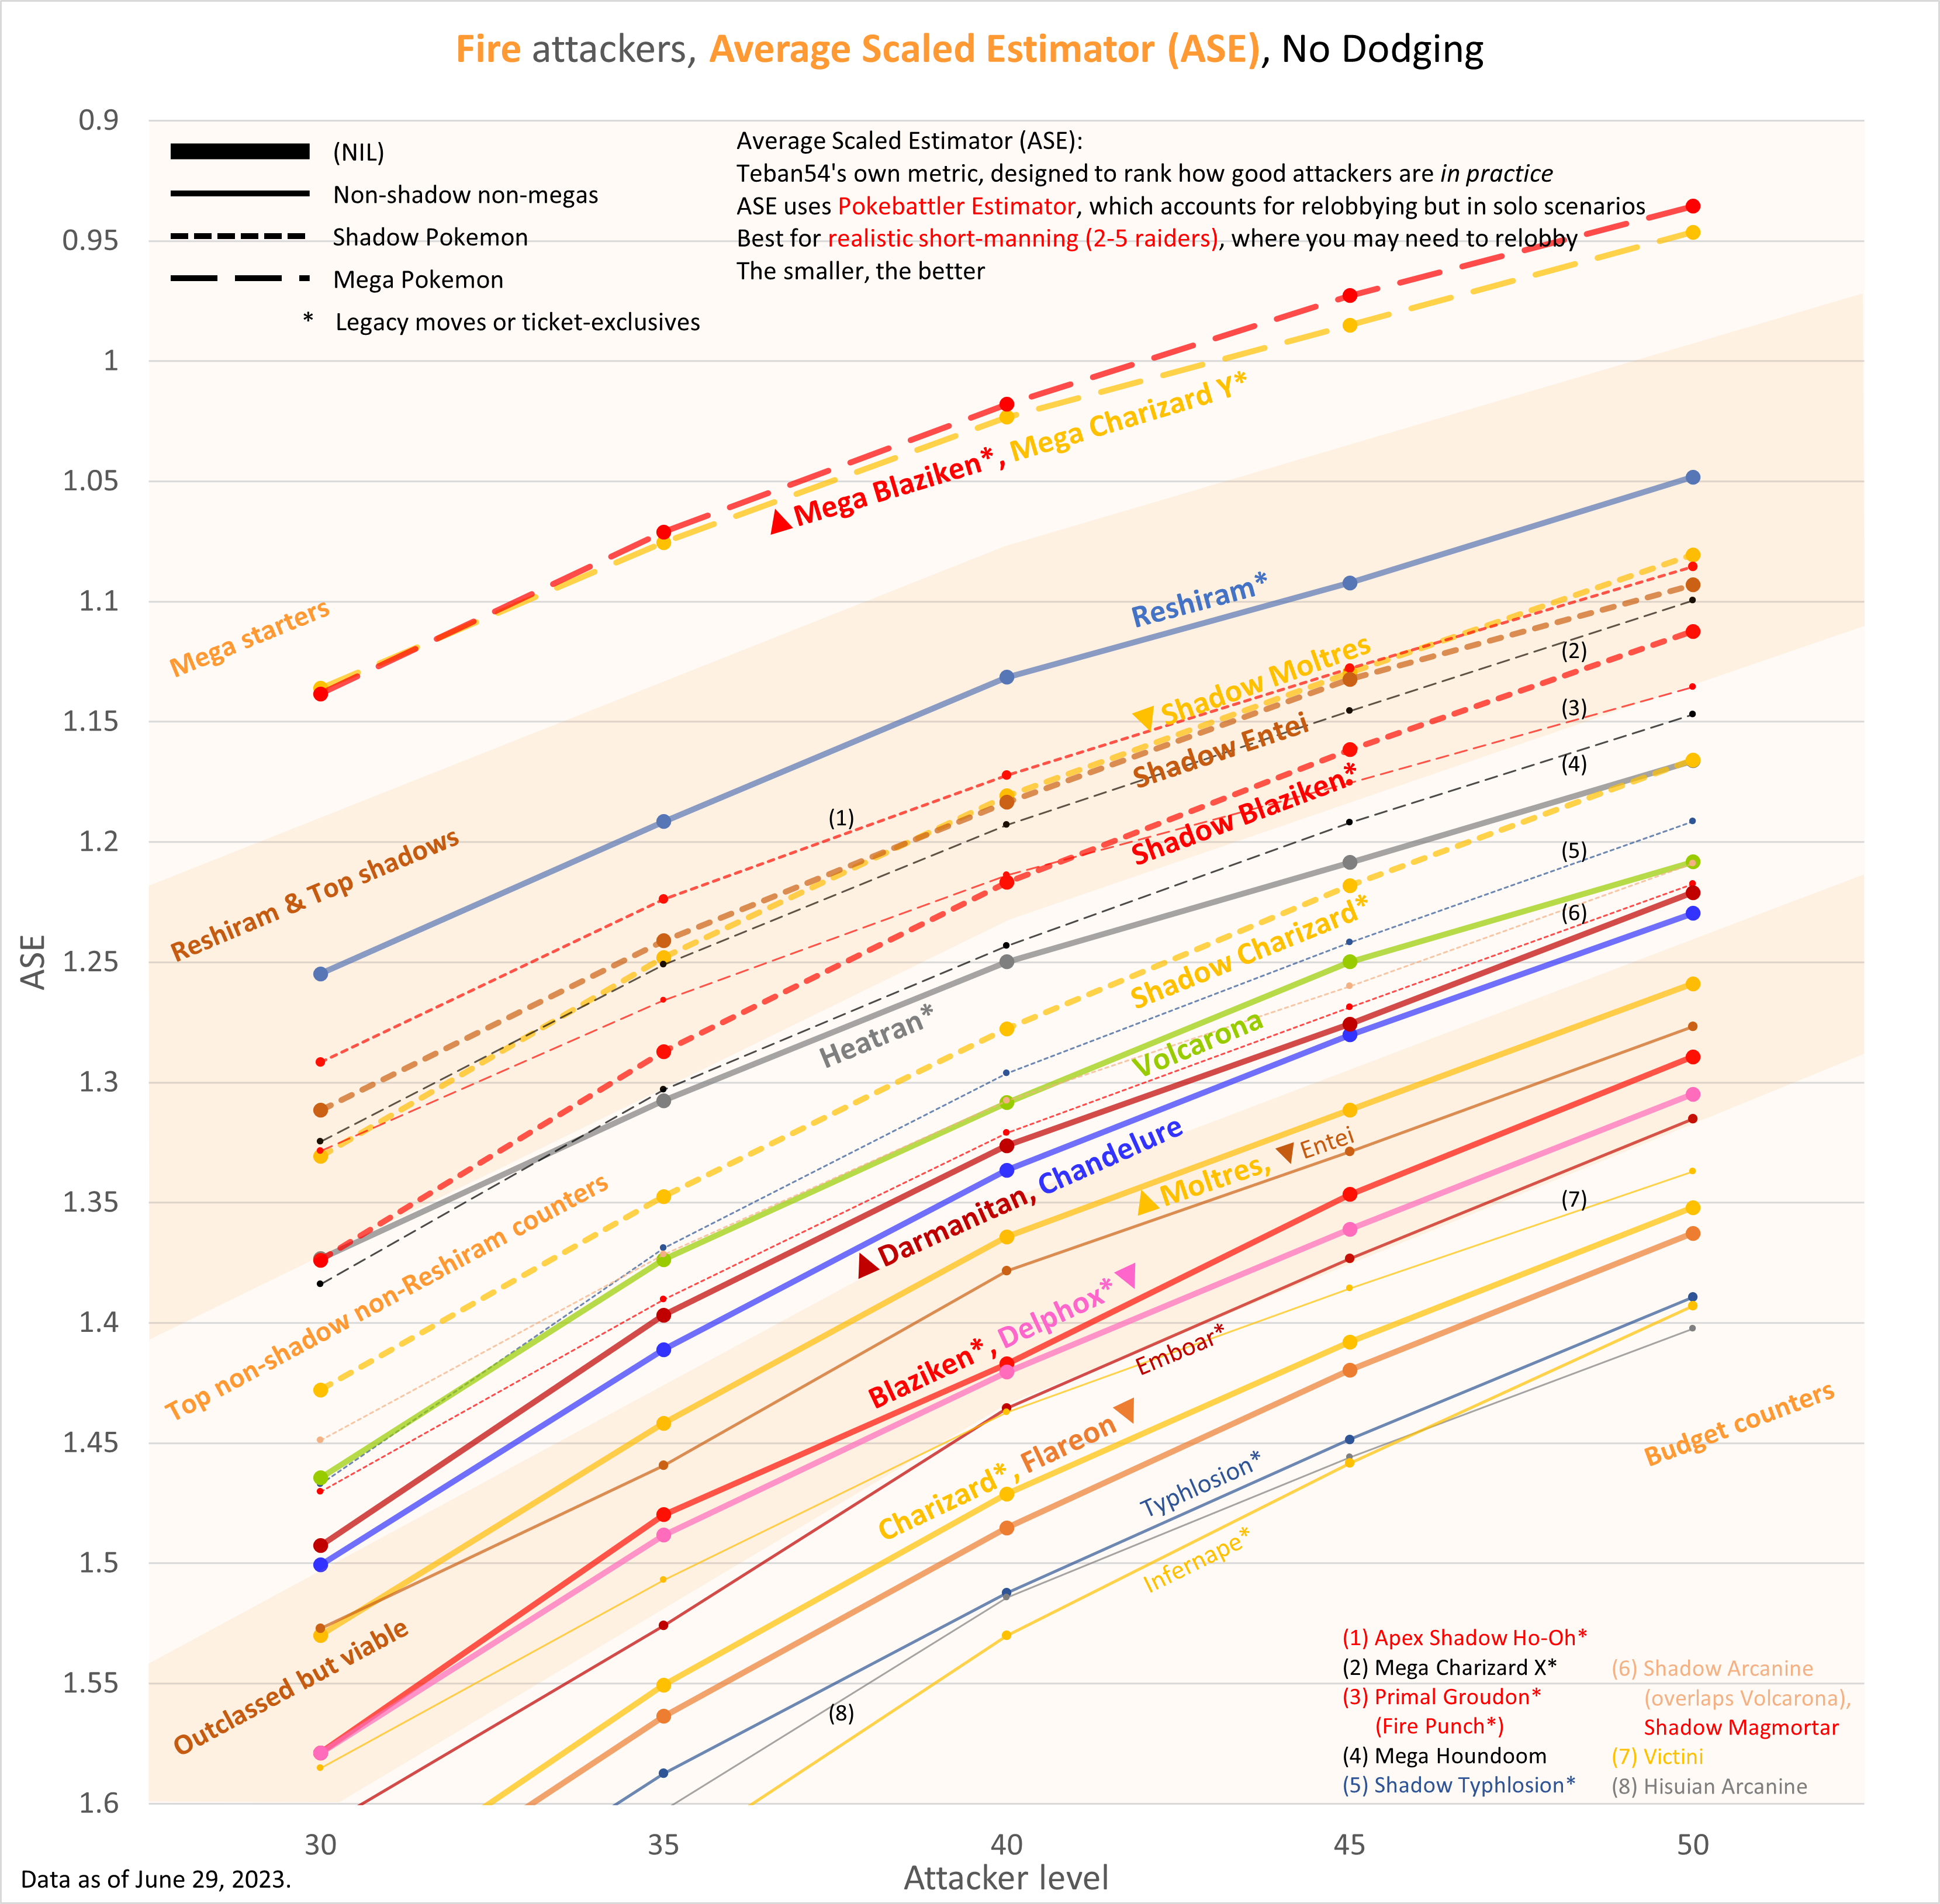 Fire attackers, Average Scaled Estimator (ASE), No Dodging
(NIL)
Non-shadow non-megas
Shadow Pokemon
Mega Pokemon
* Legacy moves or ticket-exclusives
Average Scaled Estimator (ASE):
Teban54's own metric, designed to rank how good attackers are in practice
ASE uses Pokebattler Estimator, which accounts for relobbying but in solo scenarios
Best for realistic short-manning (2-5 raiders), where you may need to relobby
The smaller, the better
ASE
0.9
0.95
1
1.05
1.1
1.15
1.2
1.25
1.3
1.35
1.4
1.45
1.5
1.55
1.6
Mega starters
▲Mega Blaziken*, Mega Charizard Y*
Reshiram*
▼Shadow Moltres
Shadow Entei
Shadow Blaziken*
Reshiram & Top shadows
(1)
(2)
(3)
(4)
(5)
(6)
Shadow Charizard*
Heatran*
Volcarona
▲Darmanitan, Chandelure
▲Moltres, ▼Entei
Top non-shadow non-Reshiram counters
Blaziken*, Delphox*▲
Emboar*
(7)
Charizard*, Flareon▲
Typhlosion*
Infernape*
Budget counters
Outclassed but viable
(8)
(1) Apex Shadow Ho-Oh*
(2) Mega Charizard X*
(3) Primal Groudon*
(Fire Punch*)
(4) Mega Houndoom
(5) Shadow Typhlosion*
(6) Shadow Arcanine
(overlaps Volcarona),
Shadow Magmortar
(7) Victini
(8) Hisuian Arcanine
30 35 40 45 50
Attacker level
Data as of June 29, 2023.